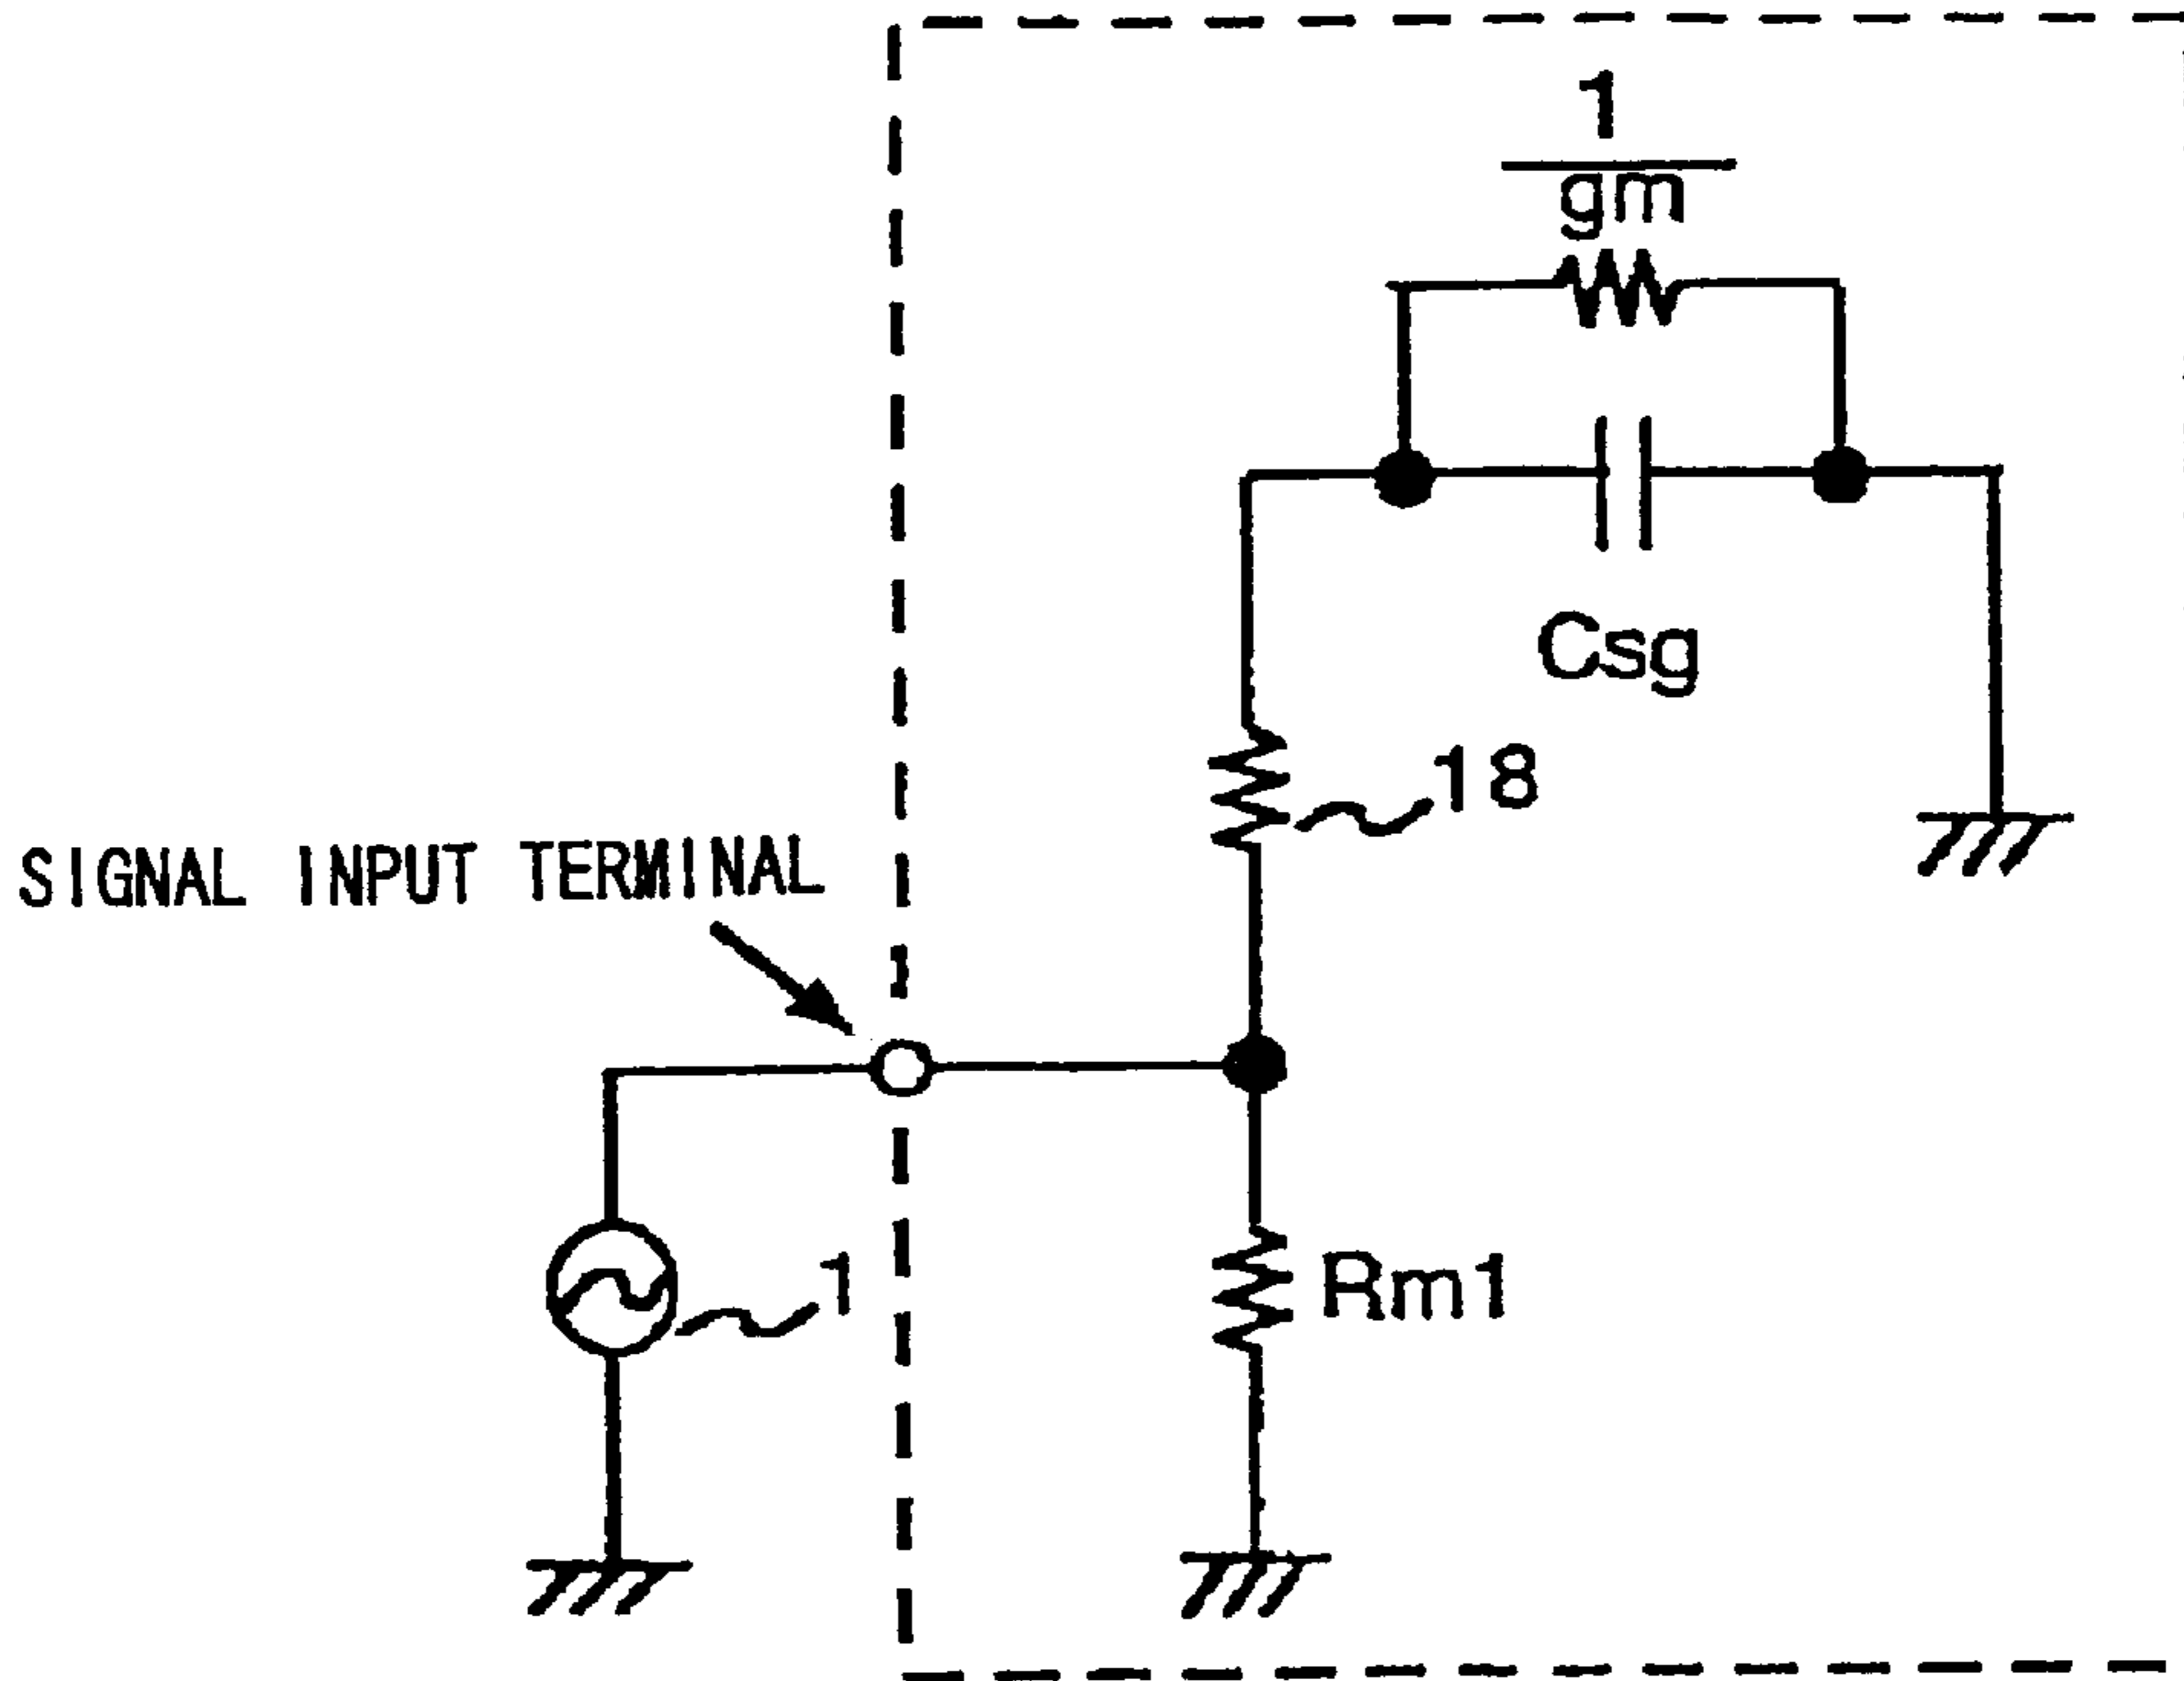 1
gm
Csg
18
SIGNAL INPUT TERMINAL
1
Rm1